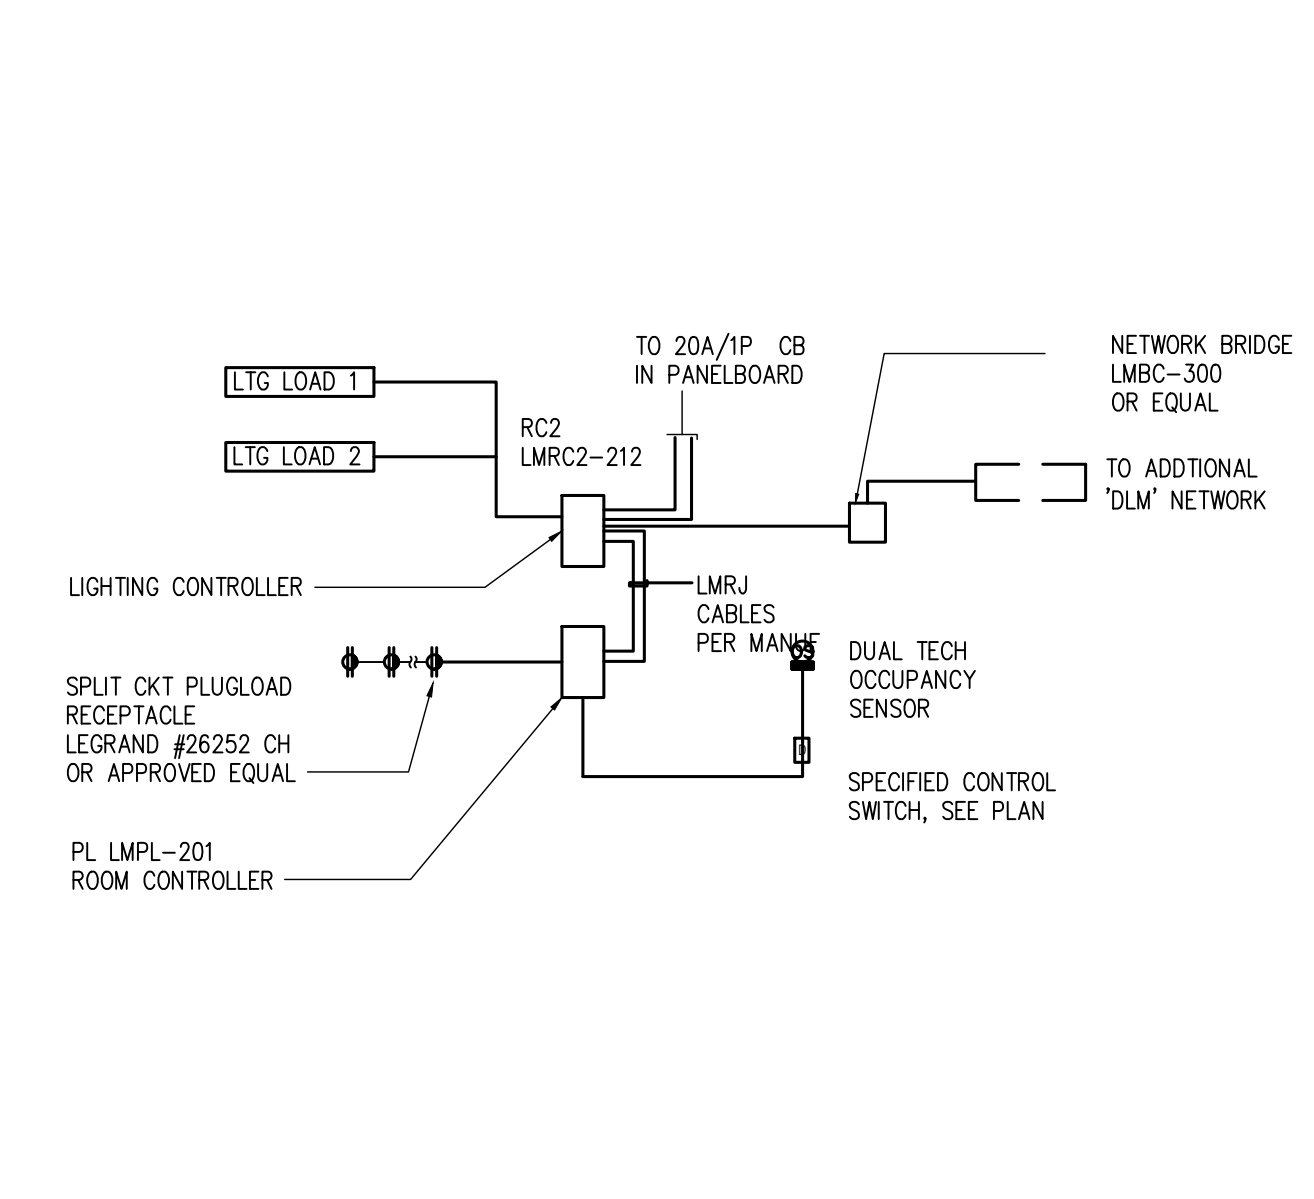 TO 20A/1P CB
IN PANELBOARD
NETWORK BRIDGE
LMBC-300
OR EQUAL
LTG LOAD 1
LTG LOAD 2
RC2
LMRC2-212
TO ADDTIONAL
'DLM' NETWORK
LIGHTING CONTROLLER
LMRJ
CABLES
PER MANUF
OS
DUAL TECH
OCCUPANCY
SENSOR
SPLIT CKT PLUGLOAD
RECEPTACLE
LEGRAND #26252 CH
OR APPROVED EQUAL
D
SPECIFIED CONTROL
SWITCH, SEE PLAN
PL LMPL-201
ROOM CONTROLLER